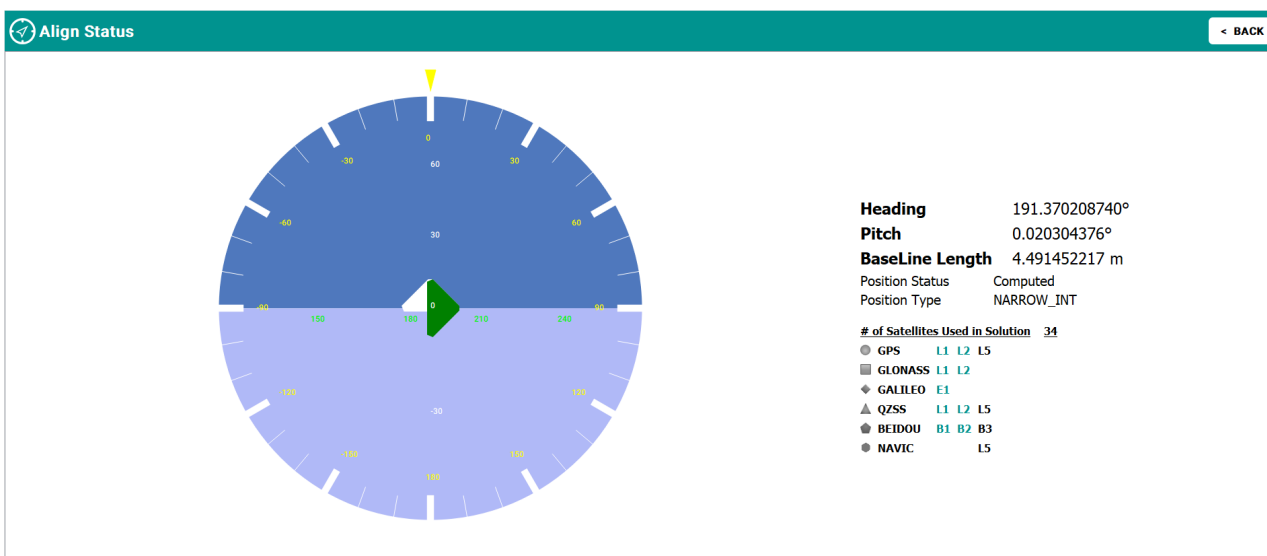 Align Status
< BACK
0
-30
60
30
-60
60
30
-90
0
90
150
180
210
240
-120
-30
120
-150
150
180
Heading 191.370208740°
Pitch 0.020304376°
BaseLine Length 4.491452217 m
Position Status Computed
Position Type NARROW_INT
# of Satellites Used in Solution 34
GPS L1 L2 L5
GLONASS L1 L2
GALILEO E1
QZSS L1 L2 L5
BEIDOU B1 B2 B3
NAVIC L5